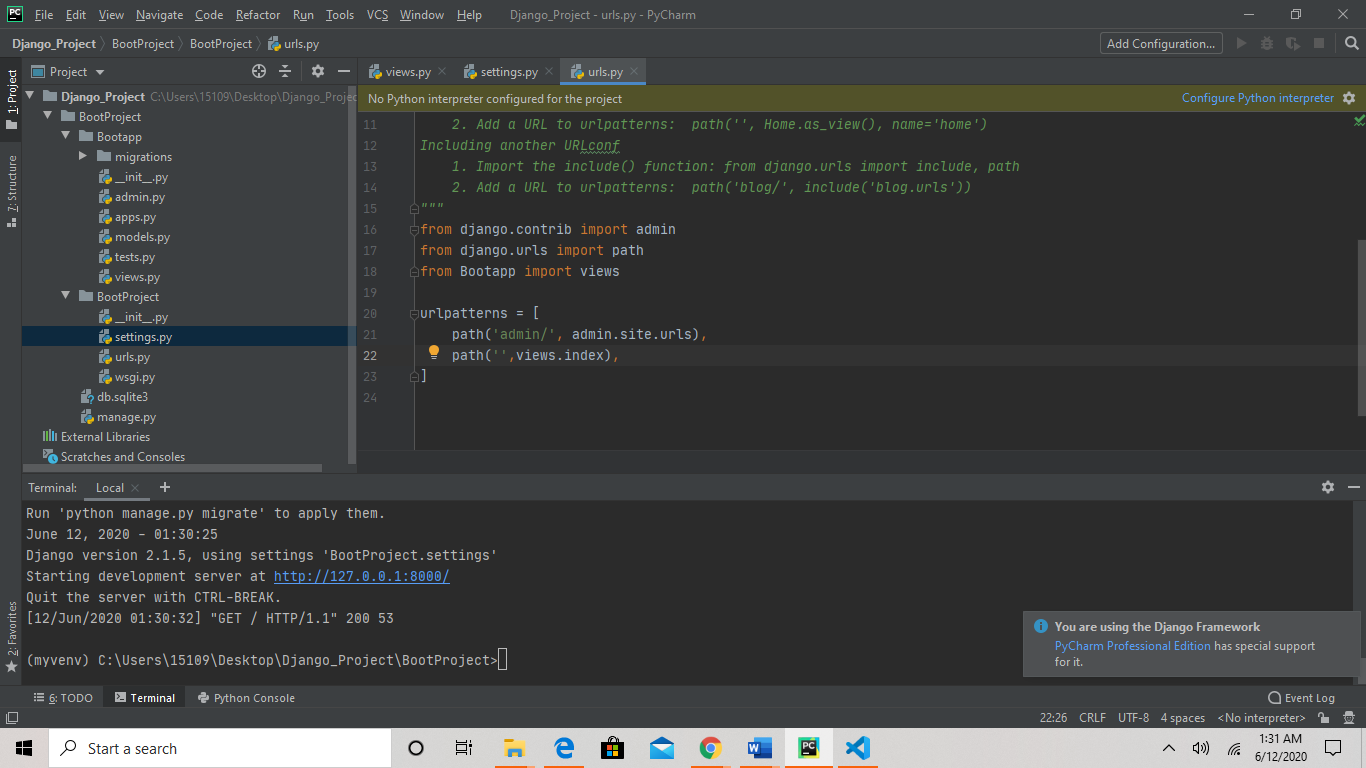 PC File Edit View Navigate Code Refactor Run Tools VCS Window Help Django_Project - urls.py - PyCharm
Django_Project BootProject BootProject urls.py Add Configuration...
1: Project
7: Structure
2: Favorites
Project
Django_Project C:\Users\15109\Desktop\Django_Projec
BootProject
Bootapp
migrations
__init__.py
admin.py
apps.py
models.py
tests.py
views.py
BootProject
__init__.py
settings.py
urls.py
wsgi.py
db.sqlite3
manage.py
External Libraries
Scratches and Consoles
views.py settings.py urls.py
No Python interpreter configured for the project Configure Python interpreter
11 2. Add a URL to urlpatterns:  path('', Home.as_view(), name='home')
12 Including another URLconf
13 1. Import the include() function: from django.urls import include, path
14 2. Add a URL to urlpatterns:  path('blog/', include('blog.urls'))
15 """
16 from django.contrib import admin
17 from django.urls import path
18 from Bootapp import views
19
20 urlpatterns = [
21 path('admin/', admin.site.urls),
22 path('',views.index),
23 ]
24
Terminal: Local +
Run 'python manage.py migrate' to apply them.
June 12, 2020 - 01:30:25
Django version 2.1.5, using settings 'BootProject.settings'
Starting development server at http://127.0.0.1:8000/
Quit the server with CTRL-BREAK.
[12/Jun/2020 01:30:32] "GET / HTTP/1.1" 200 53
(myvenv) C:\Users\15109\Desktop\Django_Project\BootProject>
You are using the Django Framework
PyCharm Professional Edition has special support
for it.
6: TODO Terminal Python Console Event Log
22:26 CRLF UTF-8 4 spaces <No interpreter>
Start a search
1:31 AM
6/12/2020